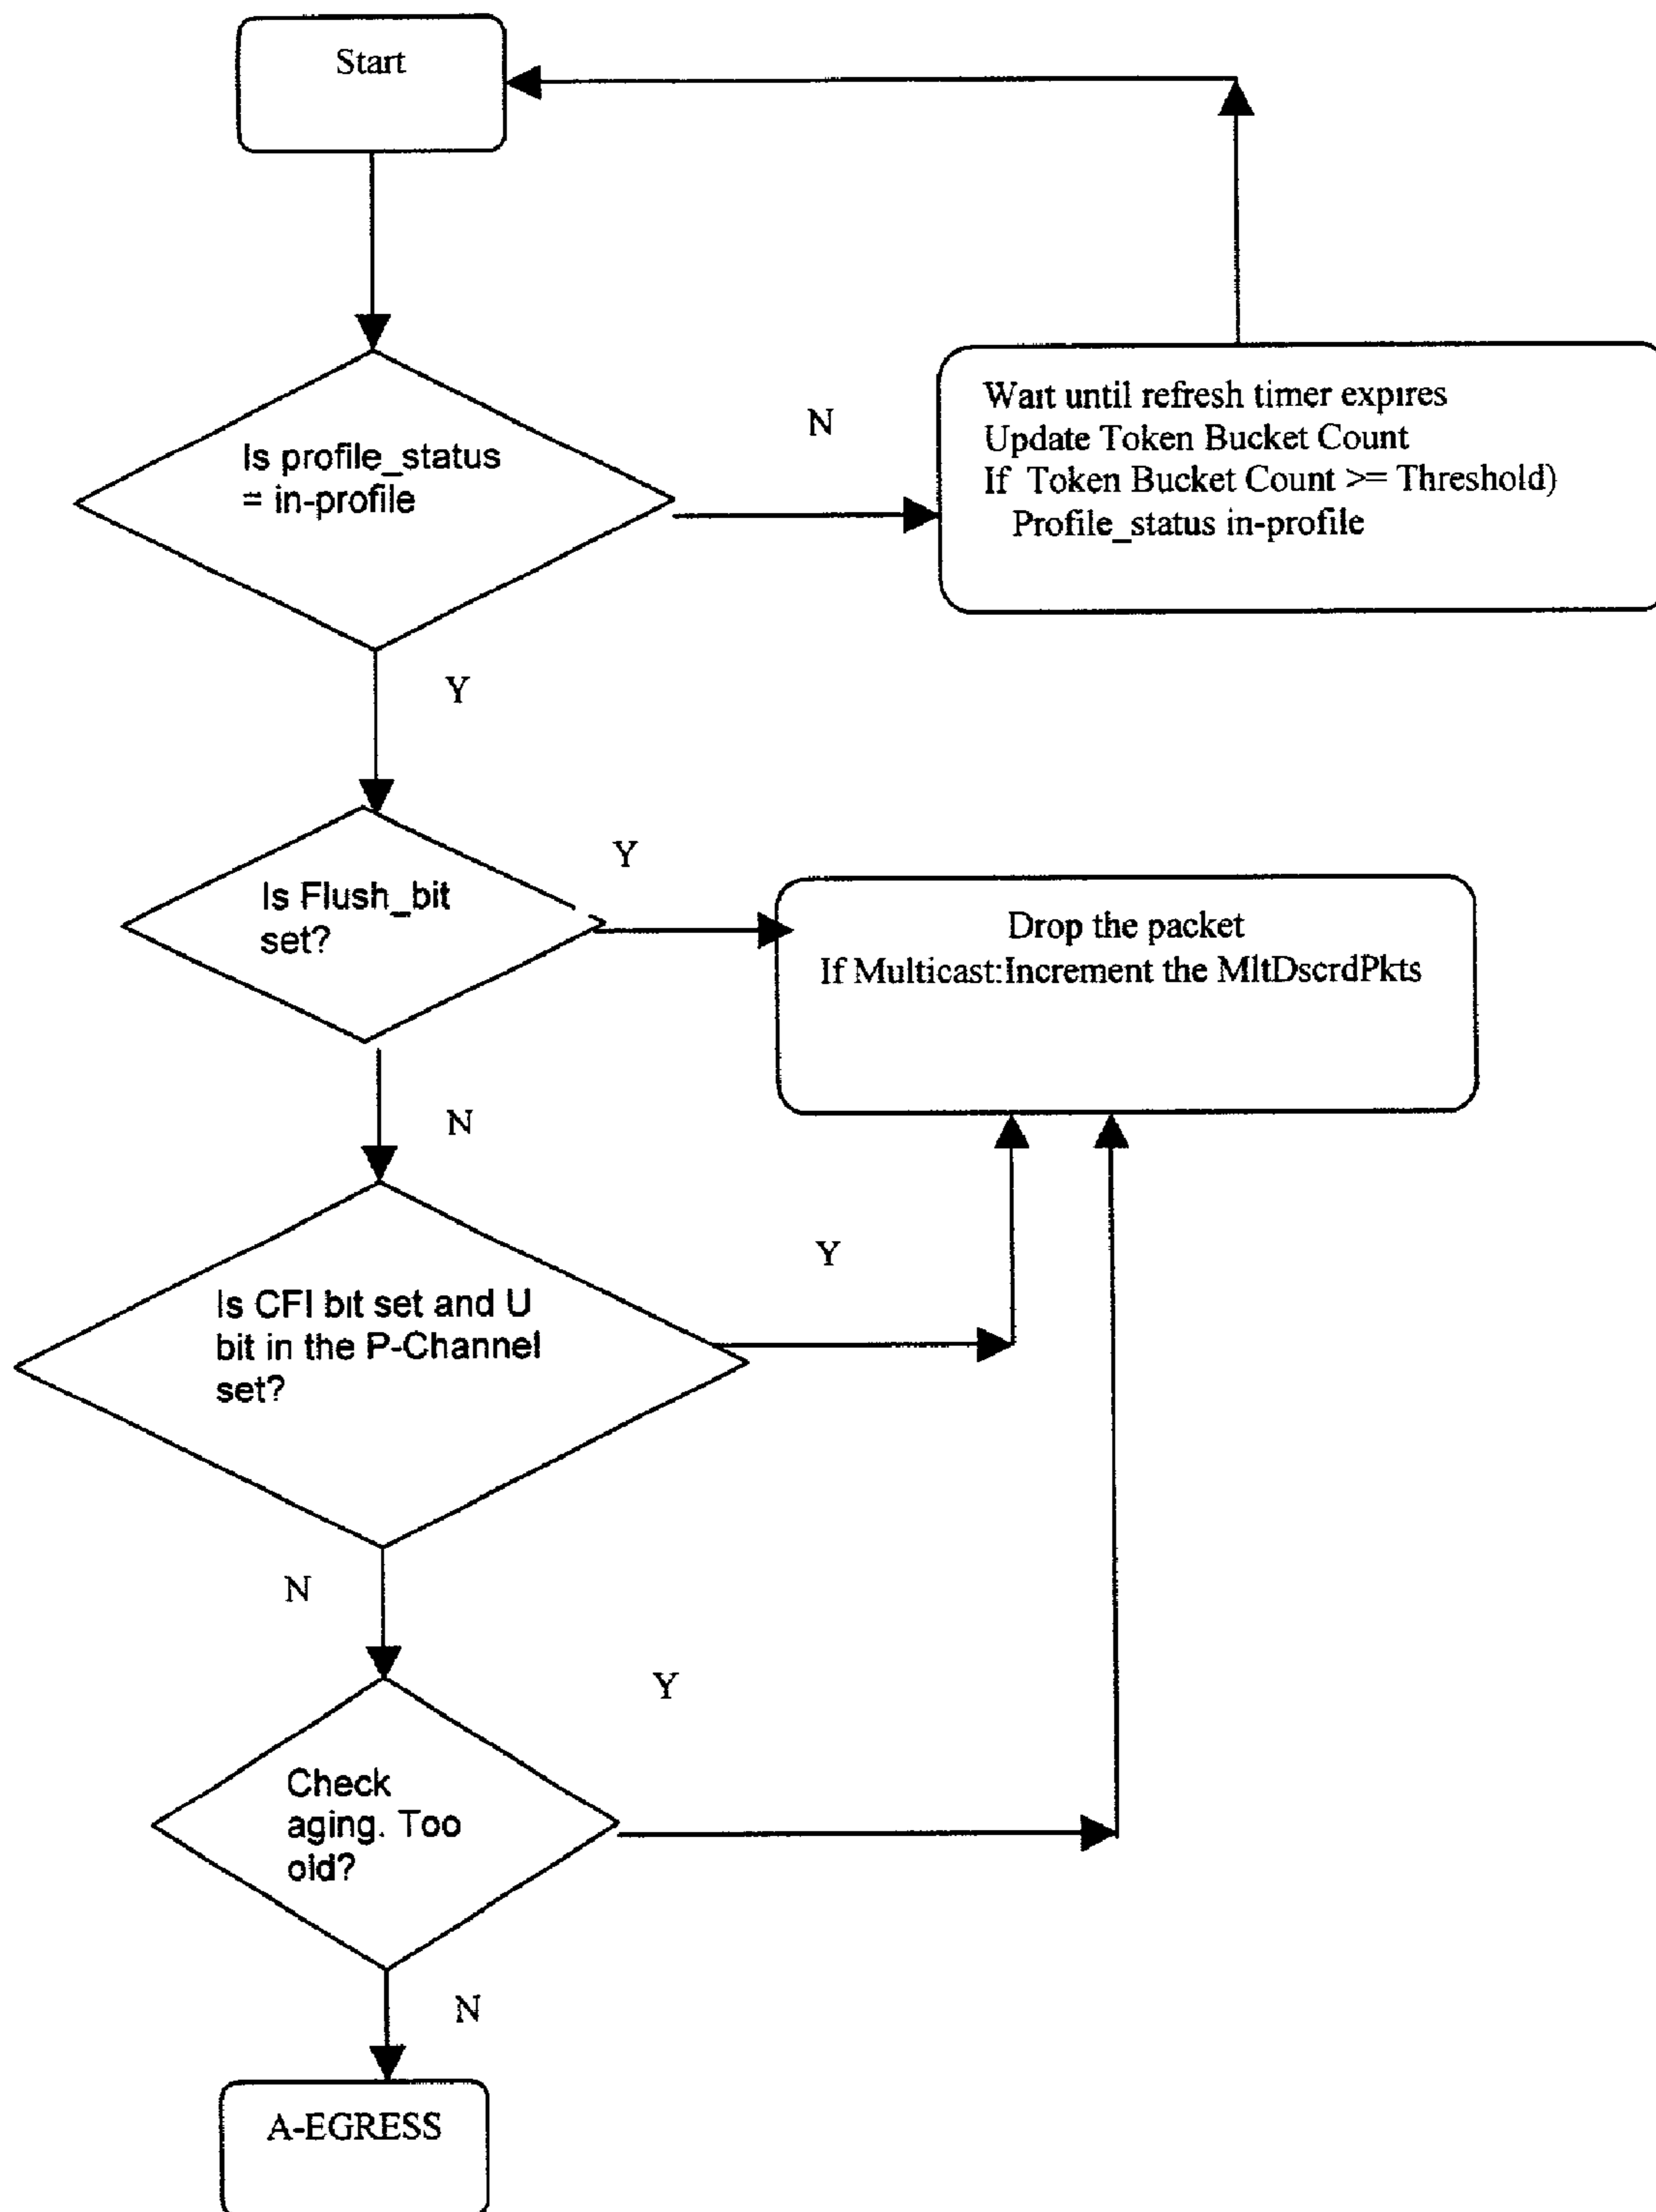 Start
Is profile_status
= in-profile
N
Wait until refresh timer expires
Update Token Bucket Count
If Token Bucket Count >= Threshold)
Profile_status in-profile
Y
Is Flush_bit
set?
Y
Drop the packet
If Multicast:Increment the MltDscrdPkts
N
Is CFI bit set and U
bit in the P-Channel
set?
Y
N
Check
aging. Too
old?
Y
N
A-EGRESS